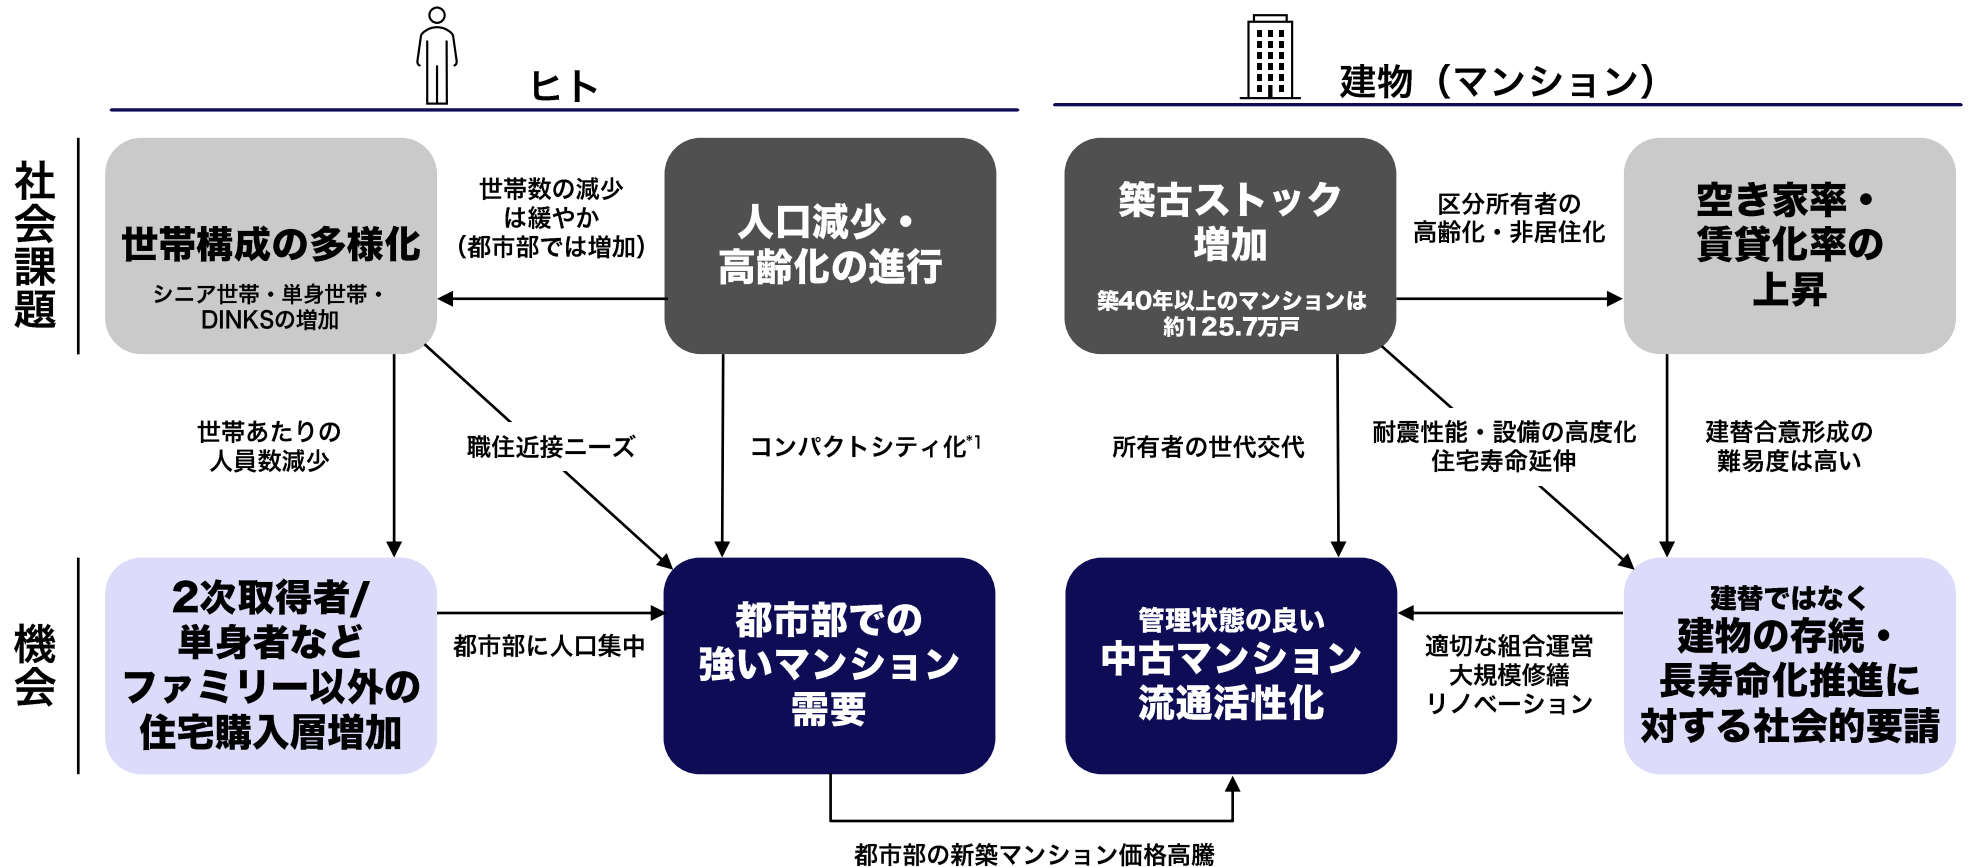 ヒト
建物（マンション）
社会課題
世帯構成の多様化
シニア世帯・単身世帯・
DINKSの増加
世帯数の減少
は緩やか
（都市部では増加）
人口減少・
高齢化の進行
築古ストック
増加
築40年以上のマンションは
約125.7万戸
区分所有者の
高齢化・非居住化
空き家率・
賃貸化率の
上昇
世帯あたりの
人員数減少
職住近接ニーズ
コンパクトシティ化*1
所有者の世代交代
耐震性能・設備の高度化
住宅寿命延伸
建替合意形成の
難易度は高い
機会
2次取得者/
単身者など
ファミリー以外の
住宅購入層増加
都市部に人口集中
都市部での
強いマンション
需要
管理状態の良い
中古マンション
流通活性化
適切な組合運営
大規模修繕
リノベーション
建替ではなく
建物の存続・
長寿命化推進に
対する社会的要請
都市部の新築マンション価格高騰